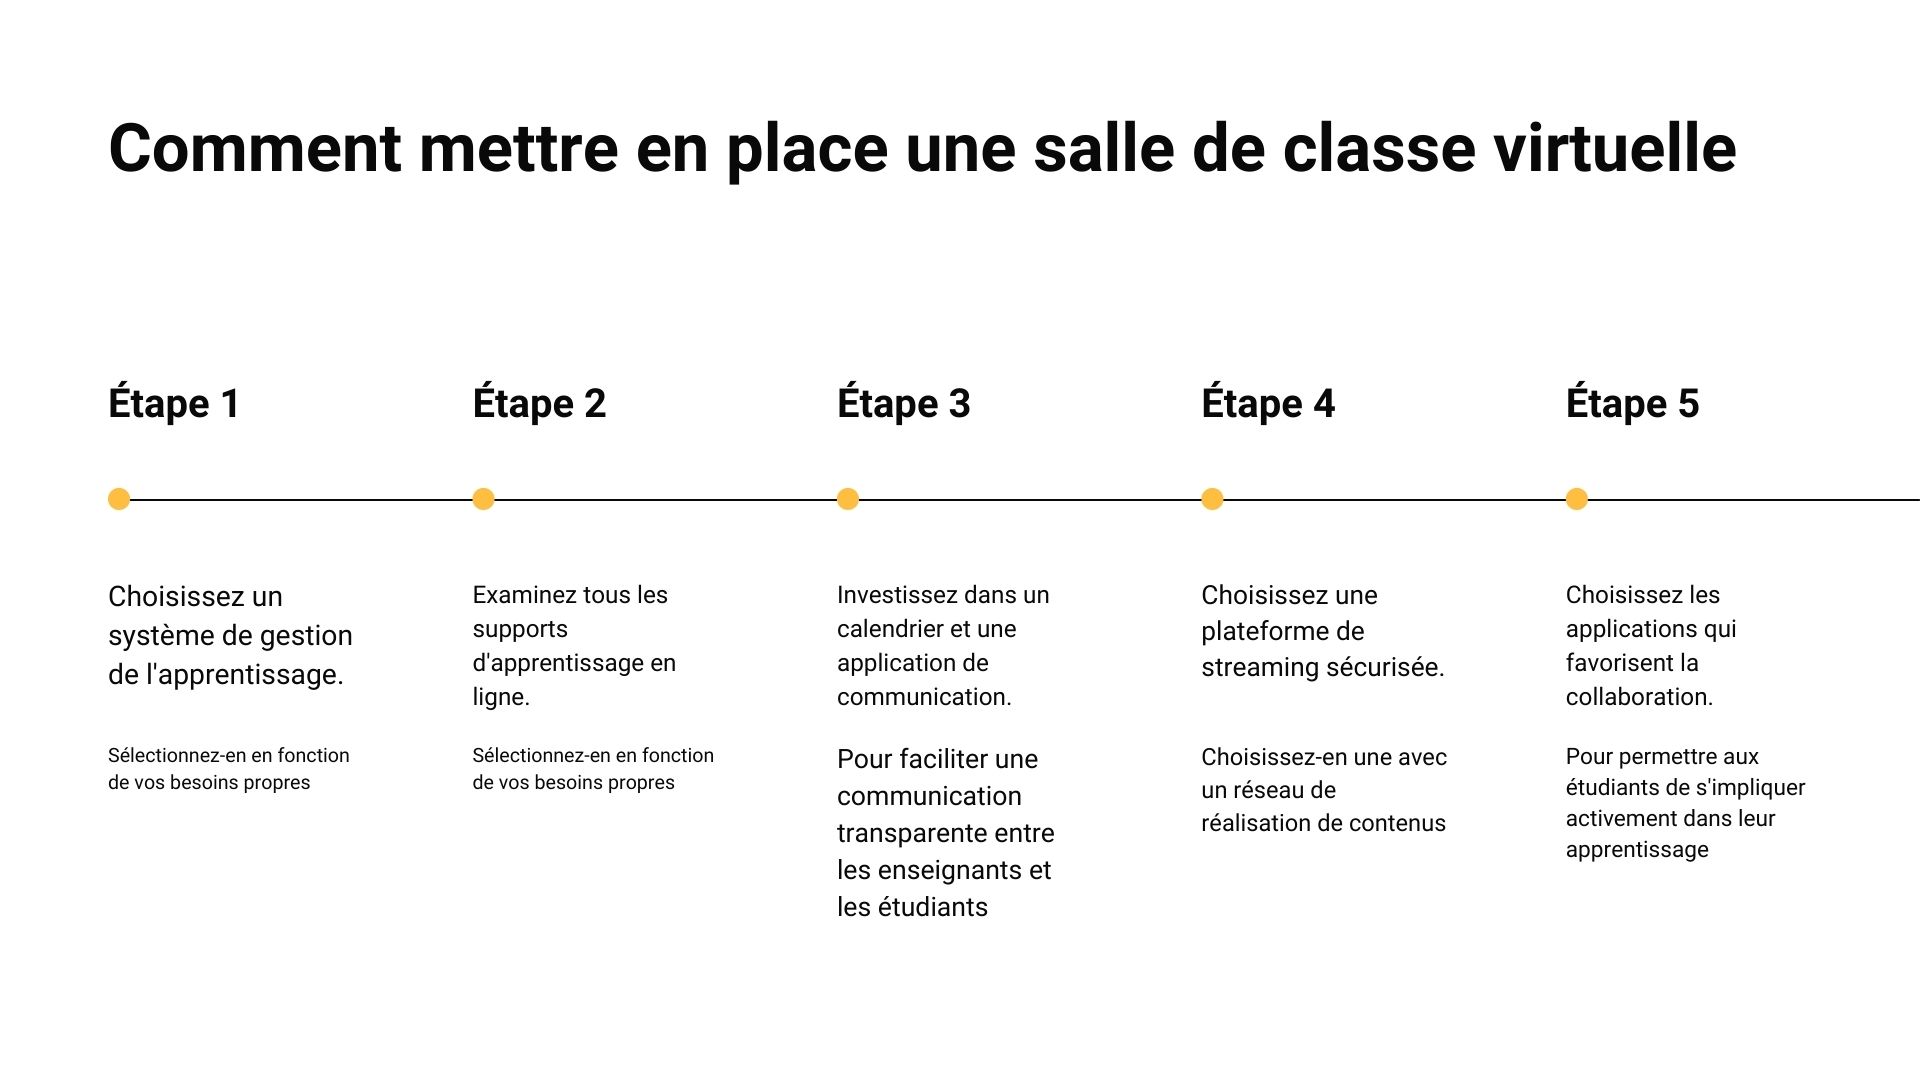 Comment mettre en place une salle de classe virtuelle
Étape 1
Étape 2
Étape 3
Étape 4
Étape 5
Choisissez un
système de gestion
de l'apprentissage.
Sélectionnez-en en fonction
de vos besoins propres
Examinez tous les
supports
d'apprentissage en
ligne.
Sélectionnez-en en fonction
de vos besoins propres
Investissez dans un
calendrier et une
application de
communication.
Pour faciliter une
communication
transparente entre
les enseignants et
les étudiants
Choisissez une
plateforme de
streaming sécurisée.
Choisissez-en une avec
un réseau de
réalisation de contenus
Choisissez les
applications qui
favorisent la
collaboration.
Pour permettre aux
étudiants de s'impliquer
activement dans leur
apprentissage